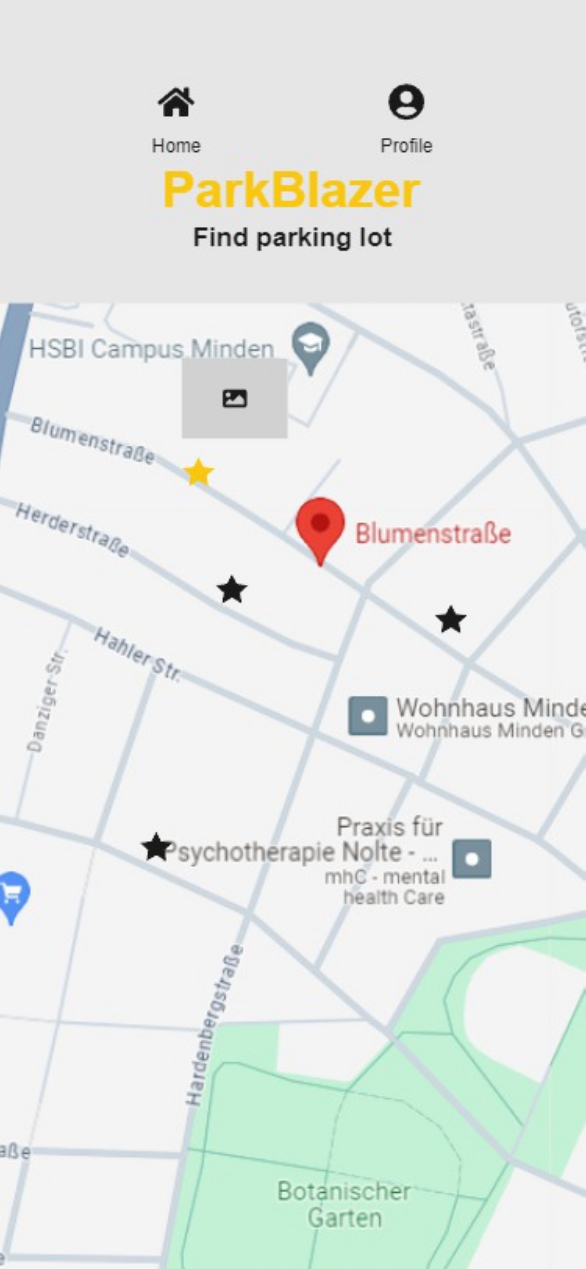 Home
Profile
ParkBlazer
Find parking lot
HSBI Campus Minden
Blumenstraße
Herderstraße
Blumenstraße
Hahler Str.
Danziger Str.
Wohnhaus Minde
Wohnhaus Minden G
Praxis für
Psychotherapie Nolte - ...
mhC - mental
health Care
Hardenbergstraße
aße
Botanischer
Garten